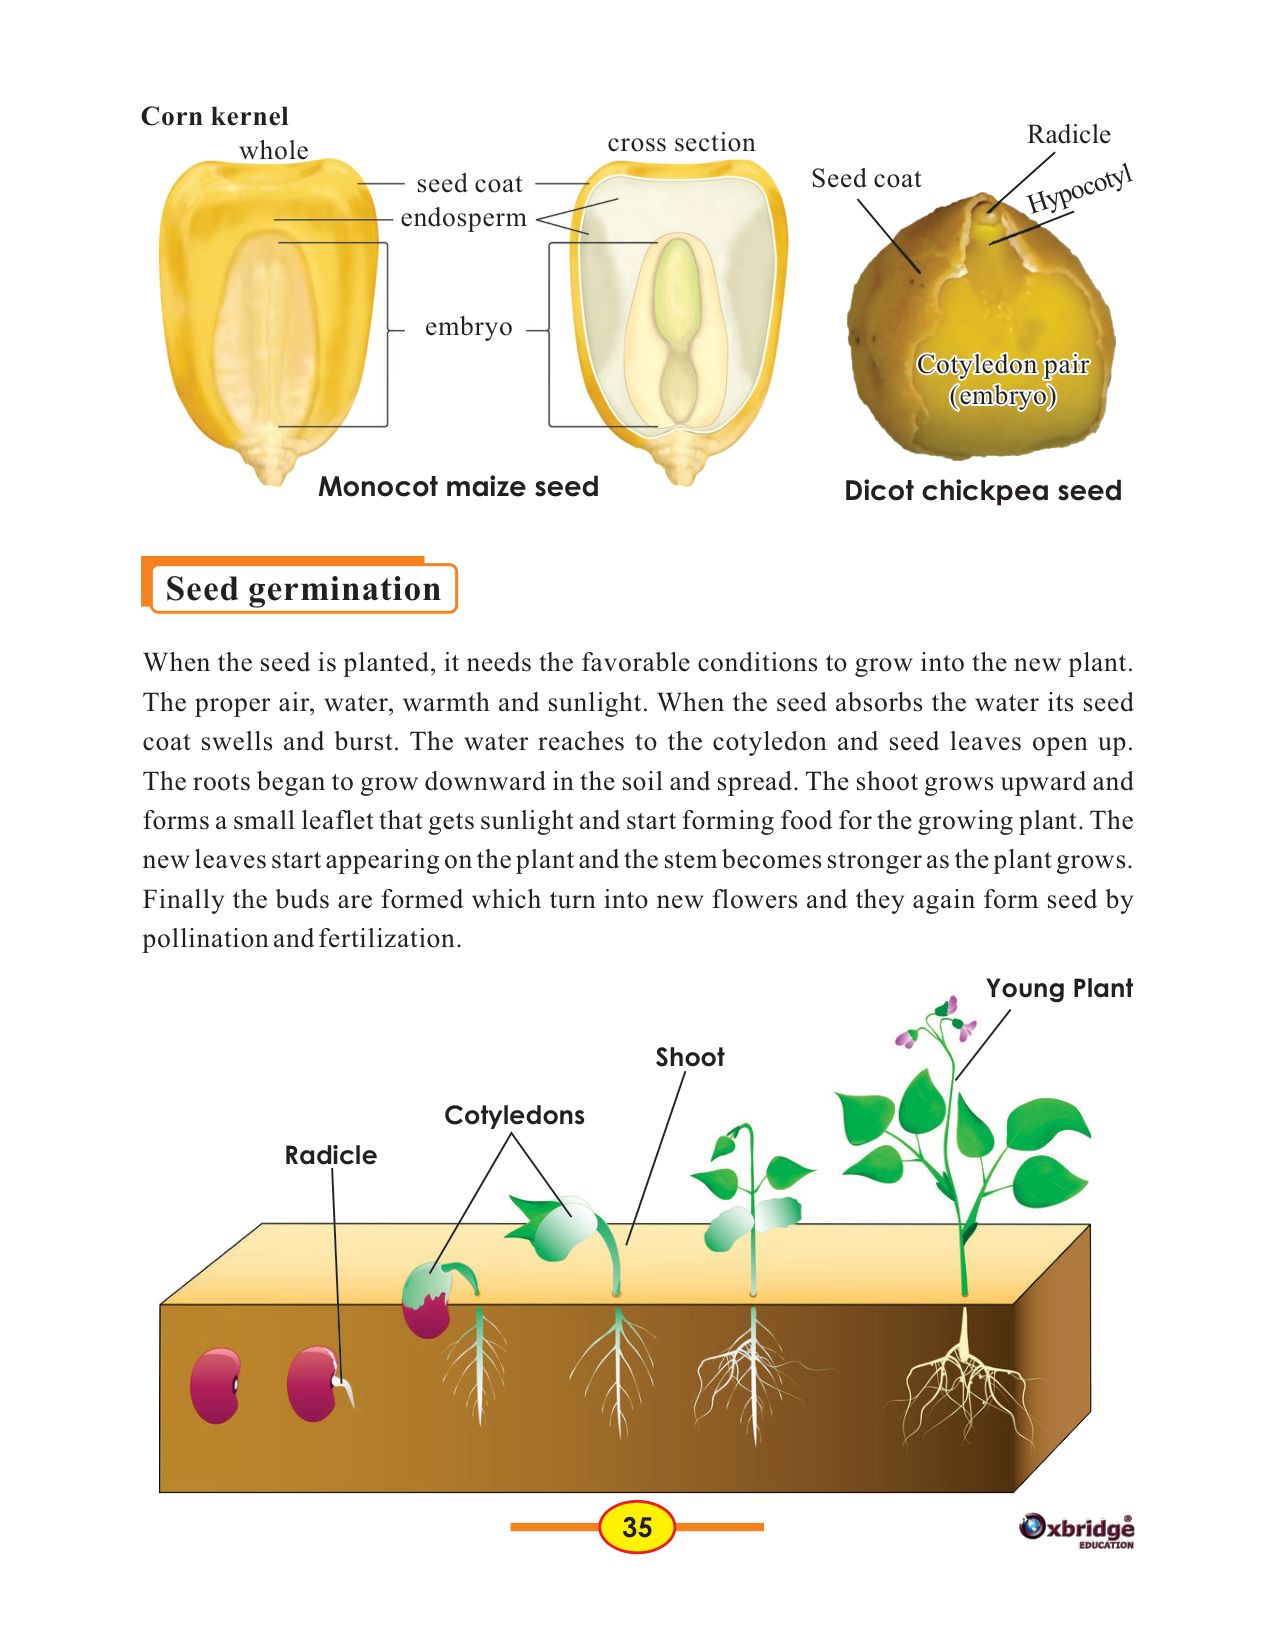 Corn kernel
whole
cross section
seed coat
endosperm
embryo
Monocot maize seed
Radicle
Seed coat
Hypocotyl
Cotyledon pair
(embryo)
Dicot chickpea seed
Seed germination
When the seed is planted, it needs the favorable conditions to grow into the new plant.
The proper air, water, warmth and sunlight. When the seed absorbs the water its seed
coat swells and burst. The water reaches to the cotyledon and seed leaves open up.
The roots began to grow downward in the soil and spread. The shoot grows upward and
forms a small leaflet that gets sunlight and start forming food for the growing plant. The
new leaves start appearing on the plant and the stem becomes stronger as the plant grows.
Finally the buds are formed which turn into new flowers and they again form seed by
pollination and fertilization.
Young Plant
Shoot
Cotyledons
Radicle
35
Oxbridge®
EDUCATION